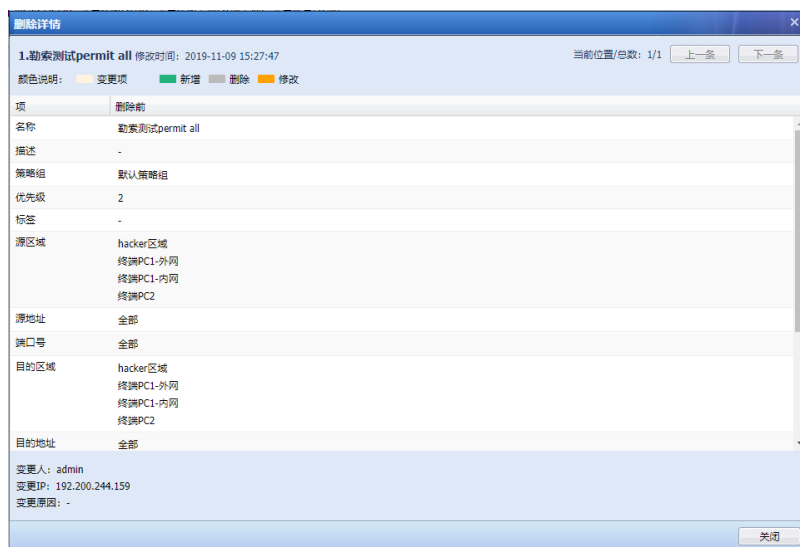 删除详情
1.勒索测试permit all 修改时间: 2019-11-09 15:27:47 当前位置/总数: 1/1 上一条 下一条
颜色说明: 变更项 新增 删除 修改
项 删除前
名称 勒索测试permit all
描述 -
策略组 默认策略组
优先级 2
标签 -
源区域 hacker区域
终端PC1-外网
终端PC1-内网
终端PC2
源地址 全部
端口号 全部
目的区域 hacker区域
终端PC1-外网
终端PC1-内网
终端PC2
目的地址 全部
变更人: admin
变更IP: 192.200.244.159
变更原因: -
关闭